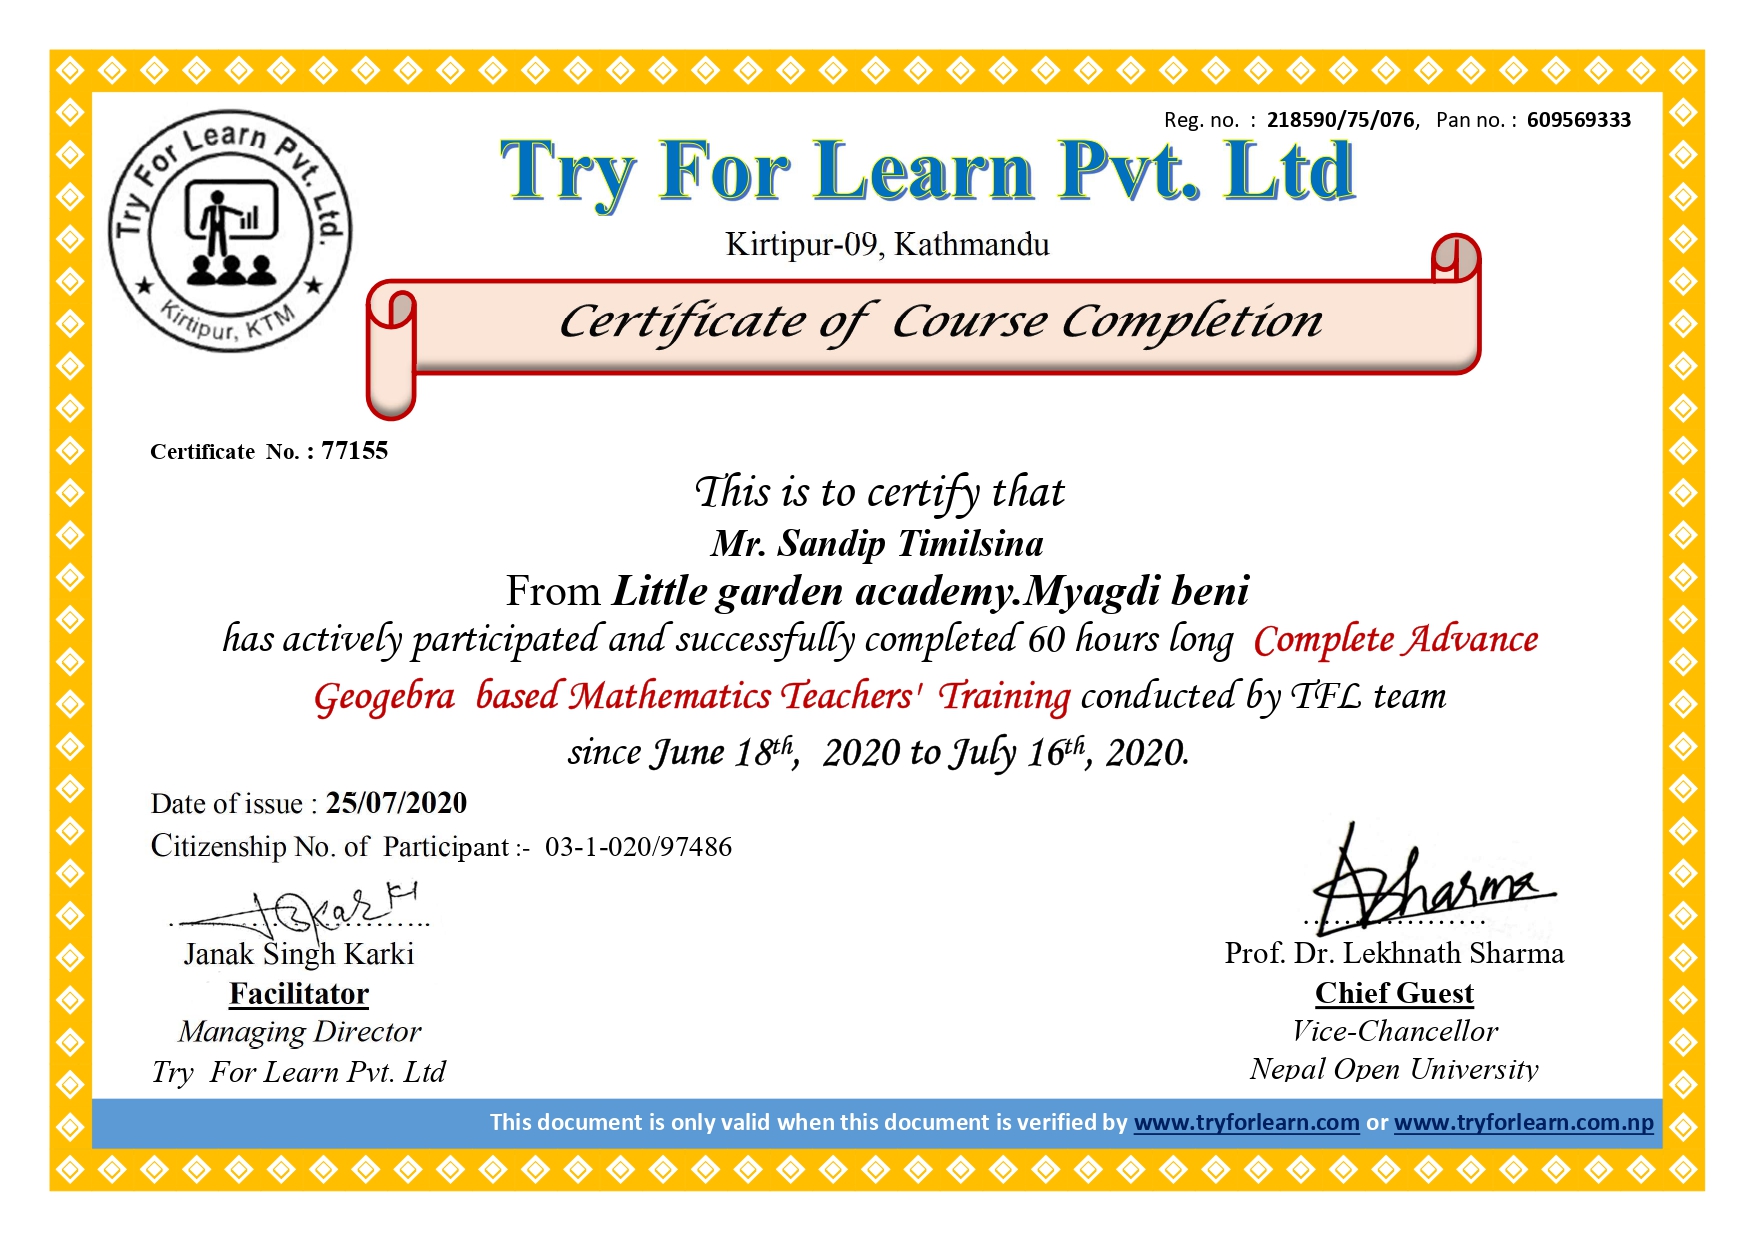 Reg. no. : 218590/75/076, Pan no. : 609569333
Try For Learn Pvt. Ltd.
Kirtipur, KTM
Try For Learn Pvt. Ltd
Kirtipur-09, Kathmandu
Certificate of Course Completion
Certificate No. : 77155
This is to certify that
Mr. Sandip Timilsina
From Little garden academy.Myagdi beni
has actively participated and successfully completed 60 hours long Complete Advance
Geogebra based Mathematics Teachers' Training conducted by TFL team
since June 18th, 2020 to July 16th, 2020.
Date of issue : 25/07/2020
Citizenship No. of Participant :- 03-1-020/97486
Janak Singh Karki
Facilitator
Managing Director
Try For Learn Pvt. Ltd
Sharma
Prof. Dr. Lekhnath Sharma
Chief Guest
Vice-Chancellor
Nepal Open University
This document is only valid when this document is verified by www.tryforlearn.com or www.tryforlearn.com.np